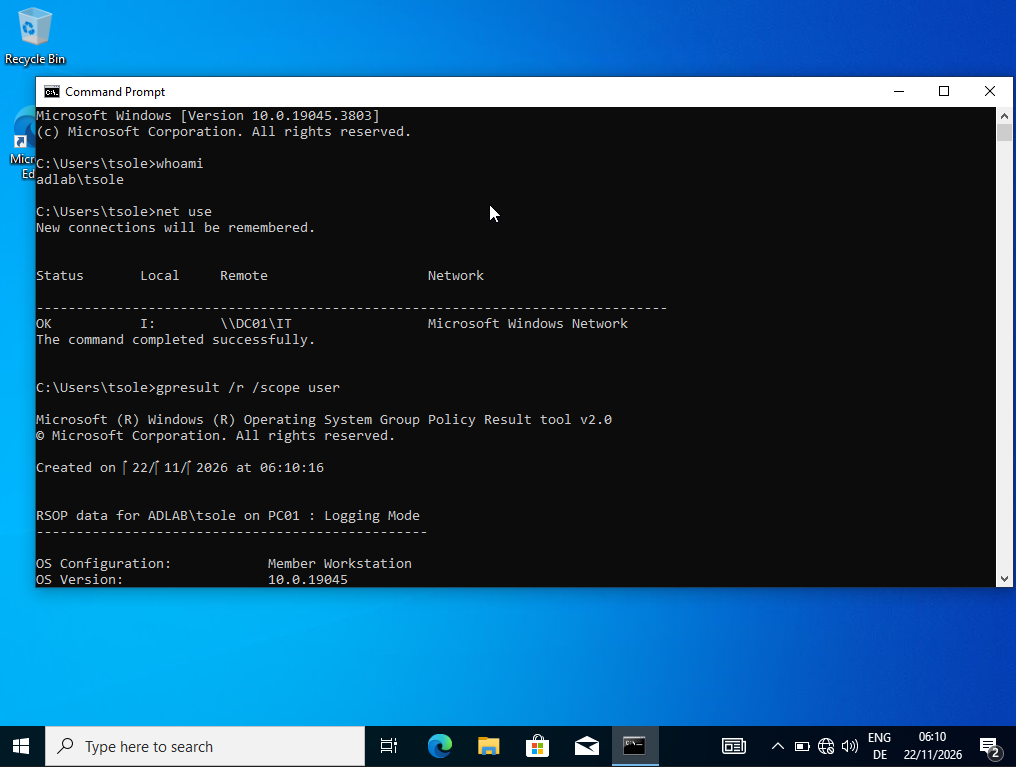 Recycle Bin
Micr
Ed
Command Prompt
Microsoft Windows [Version 10.0.19045.3803]
(c) Microsoft Corporation. All rights reserved.
C:\Users\tsole>whoami
adlab\tsole
C:\Users\tsole>net use
New connections will be remembered.
Status Local Remote Network
-------------------------------------------------------------------------------
OK I: \\DC01\IT Microsoft Windows Network
The command completed successfully.
C:\Users\tsole>gpresult /r /scope user
Microsoft (R) Windows (R) Operating System Group Policy Result tool v2.0
© Microsoft Corporation. All rights reserved.
Created on 22/ 11/ 2026 at 06:10:16
RSOP data for ADLAB\tsole on PC01 : Logging Mode
-------------------------------------------------
OS Configuration: Member Workstation
OS Version: 10.0.19045
Type here to search
ENG
DE
06:10
22/11/2026
2